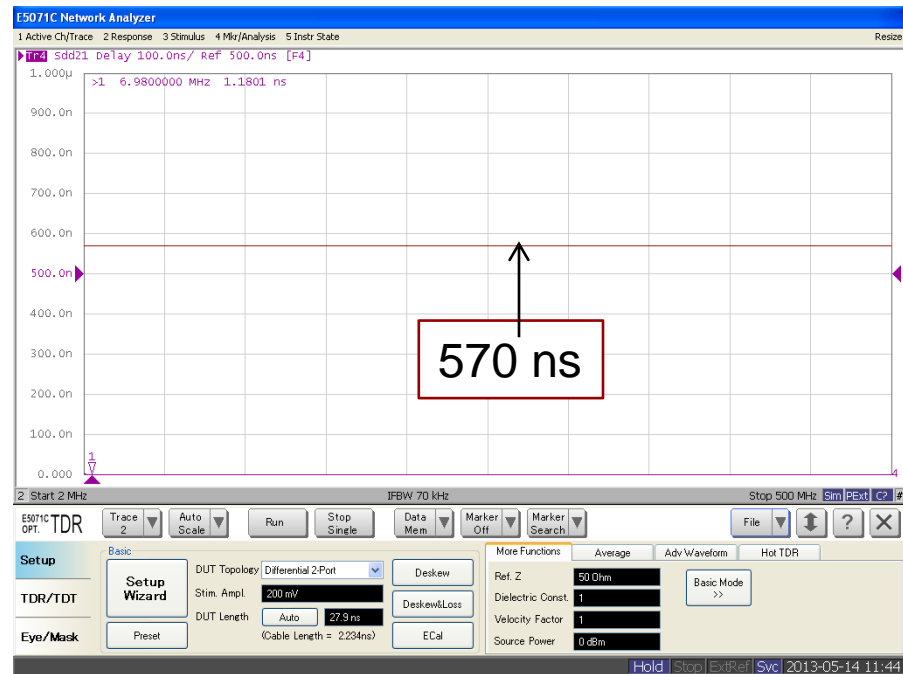 E5071C Network Analyzer
1 Active Ch/Trace 2 Response 3 Stimulus 4 Mkr/Analysis 5 Instr State Resize
Tr4 Sdd21 Delay 100.0ns/ Ref 500.0ns [F4]
1.000µ
>1 6.9800000 MHz 1.1801 ns
900.0n
800.0n
700.0n
600.0n
500.0n
400.0n
570 ns
300.0n
200.0n
100.0n
1
0.000 4
2 Start 2 MHz IFBW 70 kHz Stop 500 MHz Sim PExt C? #
E5071C OPT. TDR
Trace 2 Auto Scale Run Stop Single Data Mem Marker Off Marker Search File ? X
Setup
TDR/TDT
Eye/Mask
Basic
Setup Wizard
Preset
DUT Topology Differential 2-Port
Stim. Ampl. 200 mV
DUT Length Auto 27.9 ns
(Cable Length = 2.234ns)
Deskew
Deskew&Loss
ECal
More Functions Average Adv Waveform Hot TDR
Ref. Z 50 Ohm
Dielectric Const. 1
Velocity Factor 1
Source Power 0 dBm
Basic Mode
>>
Hold Stop ExtRef Svc 2013-05-14 11:44